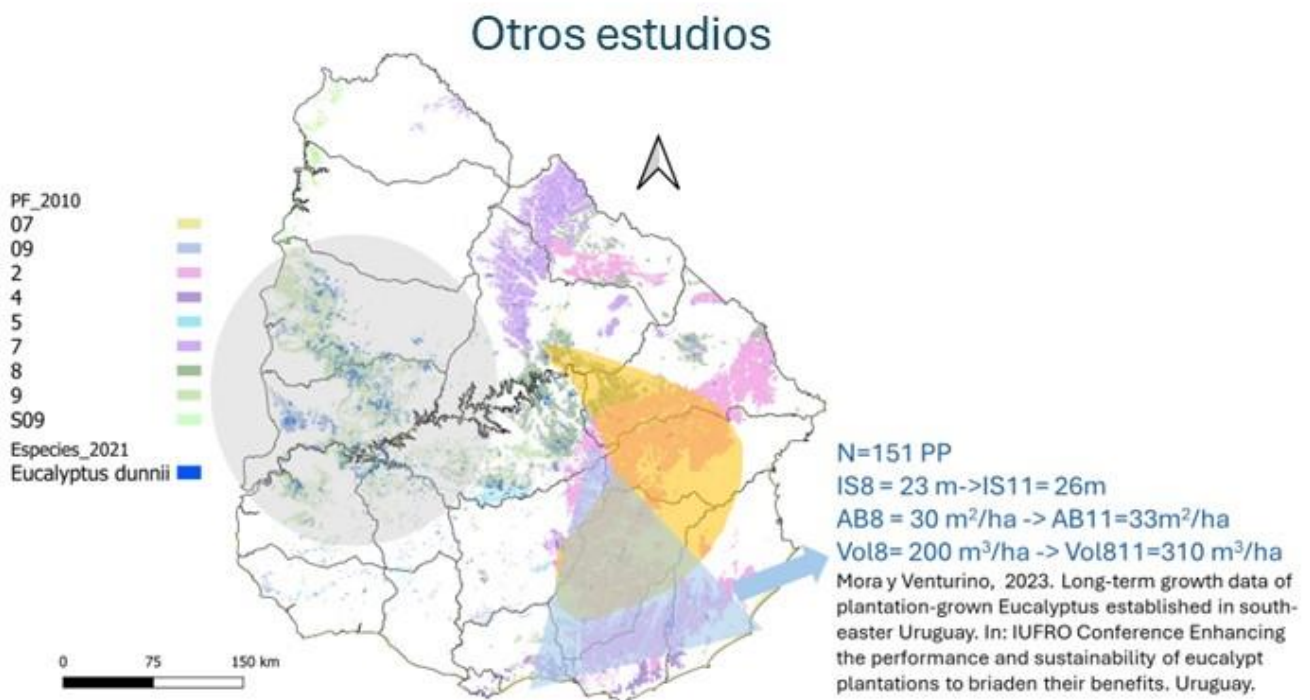 Otros estudios
PF_2010
07
09
2
4
5
7
8
9
S09
Especies_2021
Eucalyptus dunnii
N=151 PP
IS8 = 23 m->IS11= 26m
AB8 = 30 m²/ha -> AB11=33m²/ha
Vol8= 200 m³/ha -> Vol811=310 m³/ha
Mora y Venturino, 2023. Long-term growth data of
plantation-grown Eucalyptus established in south-
easter Uruguay. In: IUFRO Conference Enhancing
the performance and sustainability of eucalypt
plantations to briaden their benefits. Uruguay.
0 75 150 km